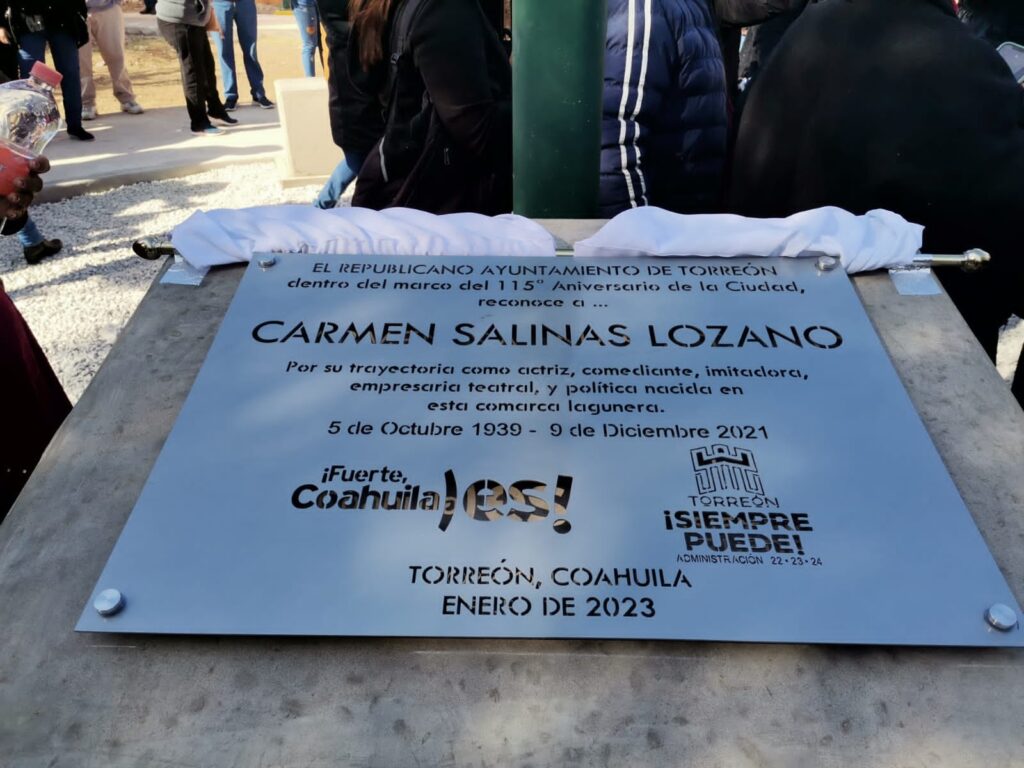 EL REPUBLICANO AYUNTAMIENTO DE TORREÓN
dentro del marco del 115° Aniversario de la Ciudad,
reconoce a ...
CARMEN SALINAS LOZANO
Por su trayectoria como actriz, comediante, imitadora,
empresaria teatral, y política nacida en
esta comarca lagunera.
5 de Octubre 1939 - 9 de Diciembre 2021
¡Fuerte,
Coahuila es!
TORREÓN
¡SIEMPRE
PUEDE!
ADMINISTRACIÓN 22·23·24
TORREÓN, COAHUILA
ENERO DE 2023